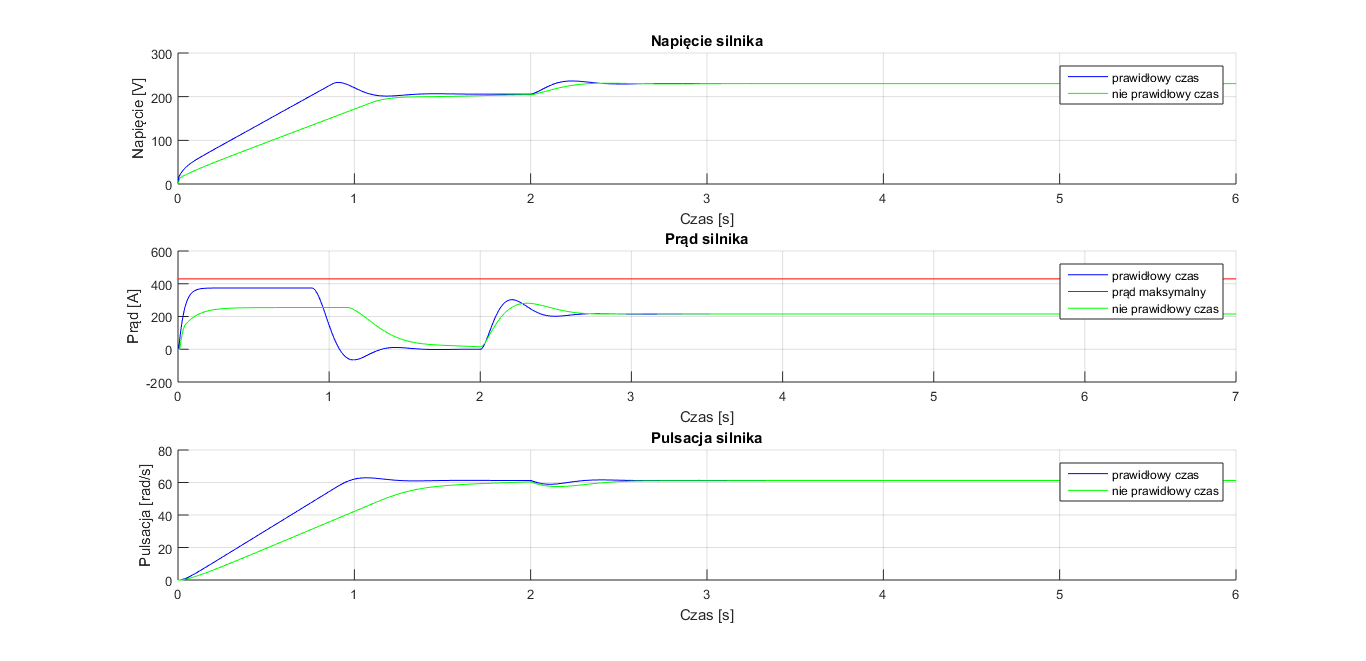 Napięcie silnika
300
200
100
0
Napięcie [V]
prawidłowy czas
nie prawidłowy czas
0 1 2 3 4 5 6
Czas [s]
Prąd silnika
600
400
200
0
-200
Prąd [A]
prawidłowy czas
prąd maksymalny
nie prawidłowy czas
0 1 2 3 4 5 6 7
Czas [s]
Pulsacja silnika
80
60
40
20
0
Pulsacja [rad/s]
prawidłowy czas
nie prawidłowy czas
0 1 2 3 4 5 6
Czas [s]